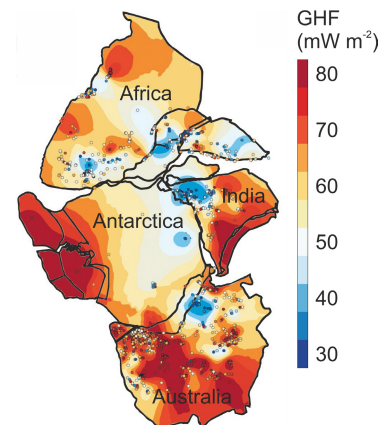 GHF
(mW m⁻²)
80
70
60
50
40
30
Africa
India
Antarctica
Australia